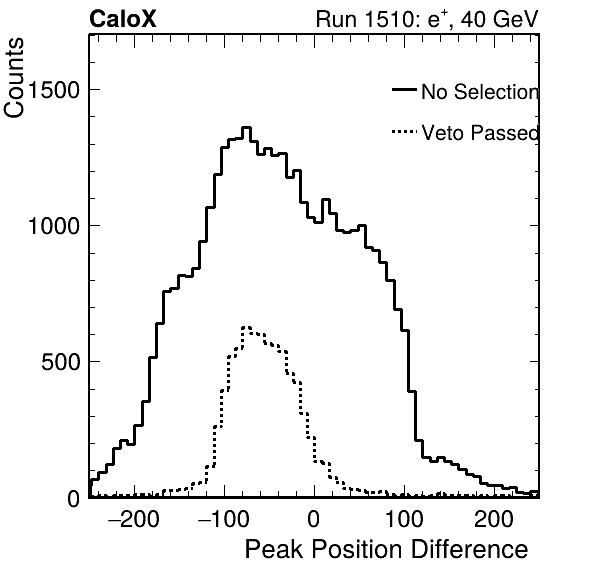 CaloX Run 1510: e+, 40 GeV
Counts
1500
1000
500
0
No Selection
Veto Passed
−200 −100 0 100 200
Peak Position Difference